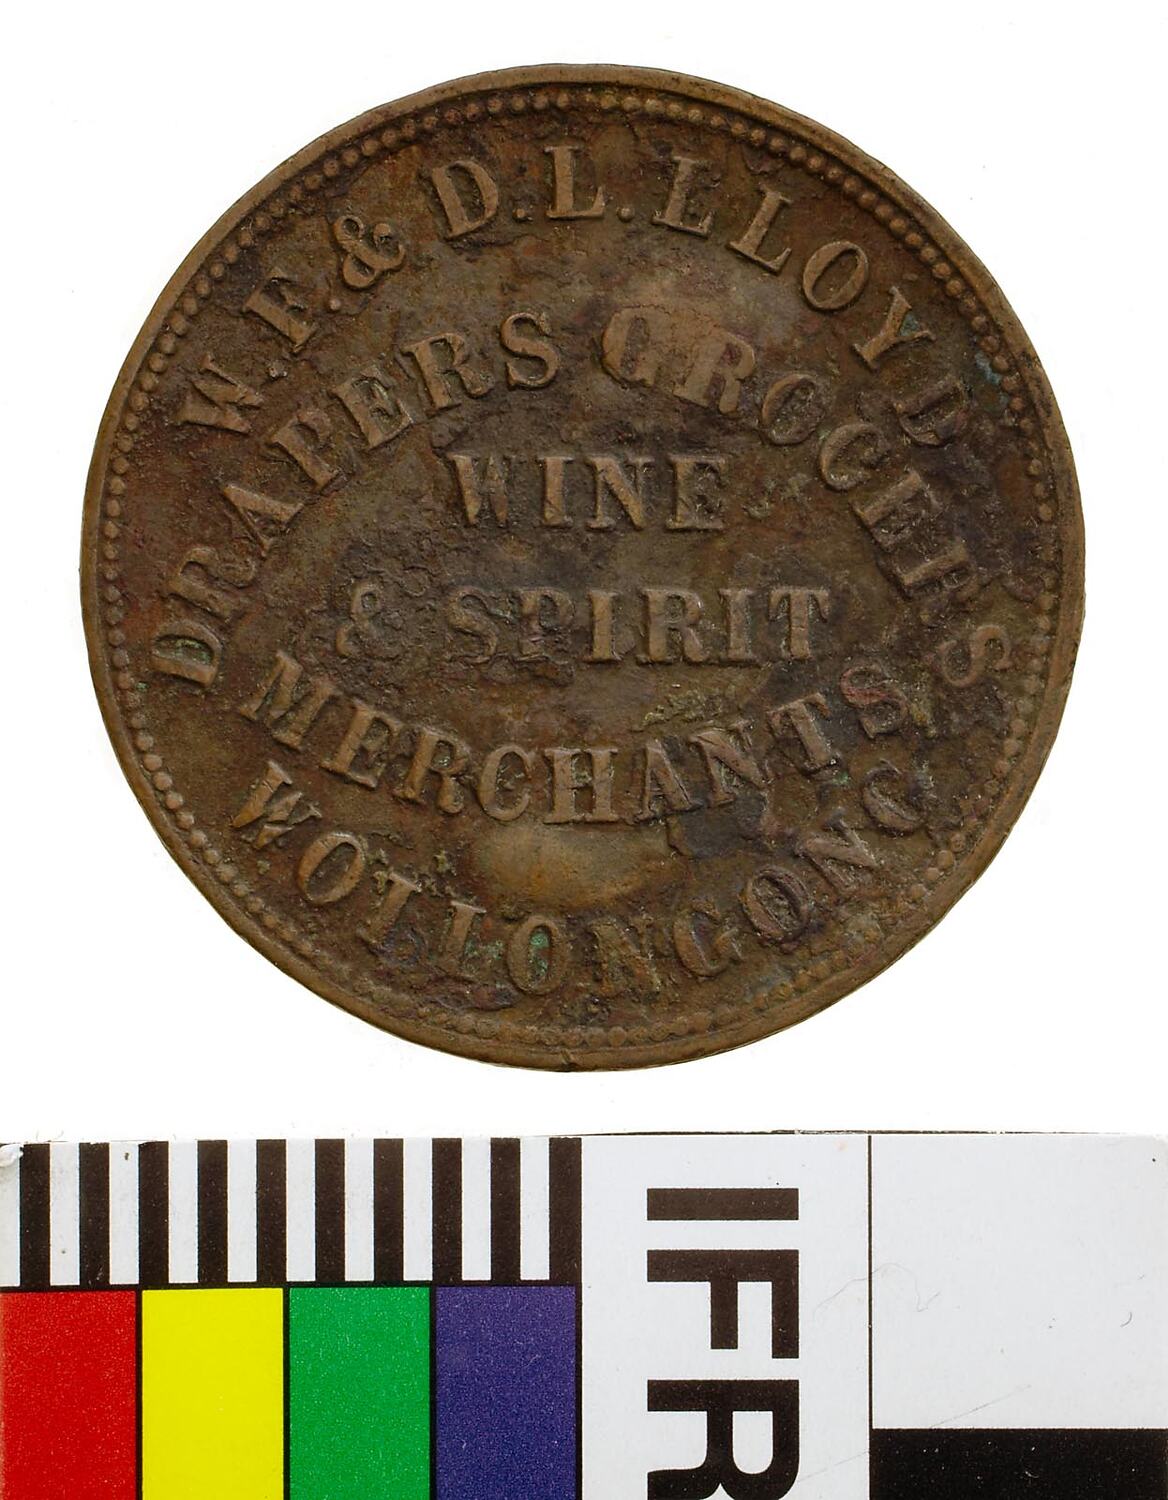 W.F. & D.L. LLOYD
DRAPERS GROCERS
WINE
& SPIRIT
MERCHANTS
WOLLONGONG
IFR